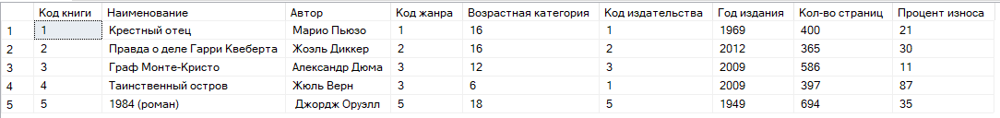 Код книги Наименование Автор Код жанра Возрастная категория Код издательства Год издания Кол-во страниц Процент износа
1 1 Крестный отец Марио Пьюзо 1 16 1 1969 400 21
2 2 Правда о деле Гарри Квеберта Жоэль Диккер 2 16 2 2012 365 30
3 3 Граф Монте-Кристо Александр Дюма 3 12 3 2009 586 11
4 4 Таинственный остров Жюль Верн 3 6 1 2009 397 87
5 5 1984 (роман) Джордж Оруэлл 5 18 5 1949 694 35